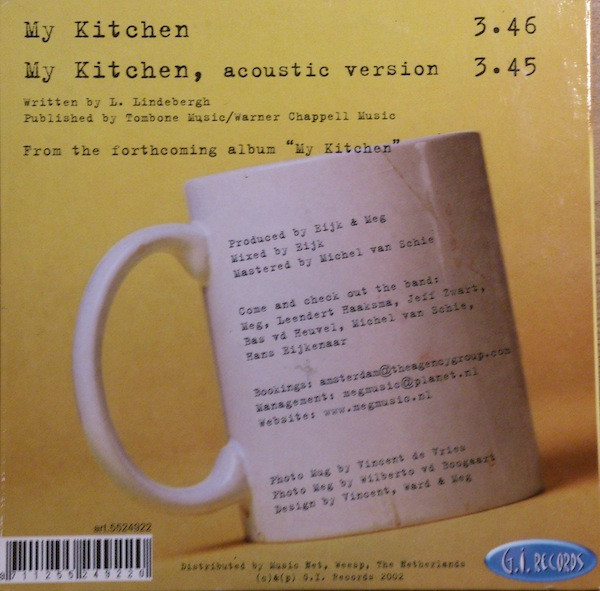 My Kitchen 3.46
My Kitchen, acoustic version 3.45
Written by L. Lindebergh
Published by Tombone Music/Warner Chappell Music
From the forthcoming album “My Kitchen”
Produced by Eijk & Meg
Mixed by Eijk
Mastered by Michel van Schie
Come and check out the band:
Meg, Leendert Haaksma, Jeff Zwart,
Bas vd Heuvel, Michel van Schie,
Hans Eijkenaar
Bookings: amsterdam@theagencygroup.com
Management: megmusic@planet.nl
Website: www.megmusic.nl
Photo Mug by Vincent de Vries
Photo Meg by Wilberto vd Boogaart
Design by Vincent, Ward & Meg
art.5524922
8 711255 249220
Distributed by Music Net, Weesp, The Netherlands
(c)&(p) G.I. Records 2002
G.I. RECORDS